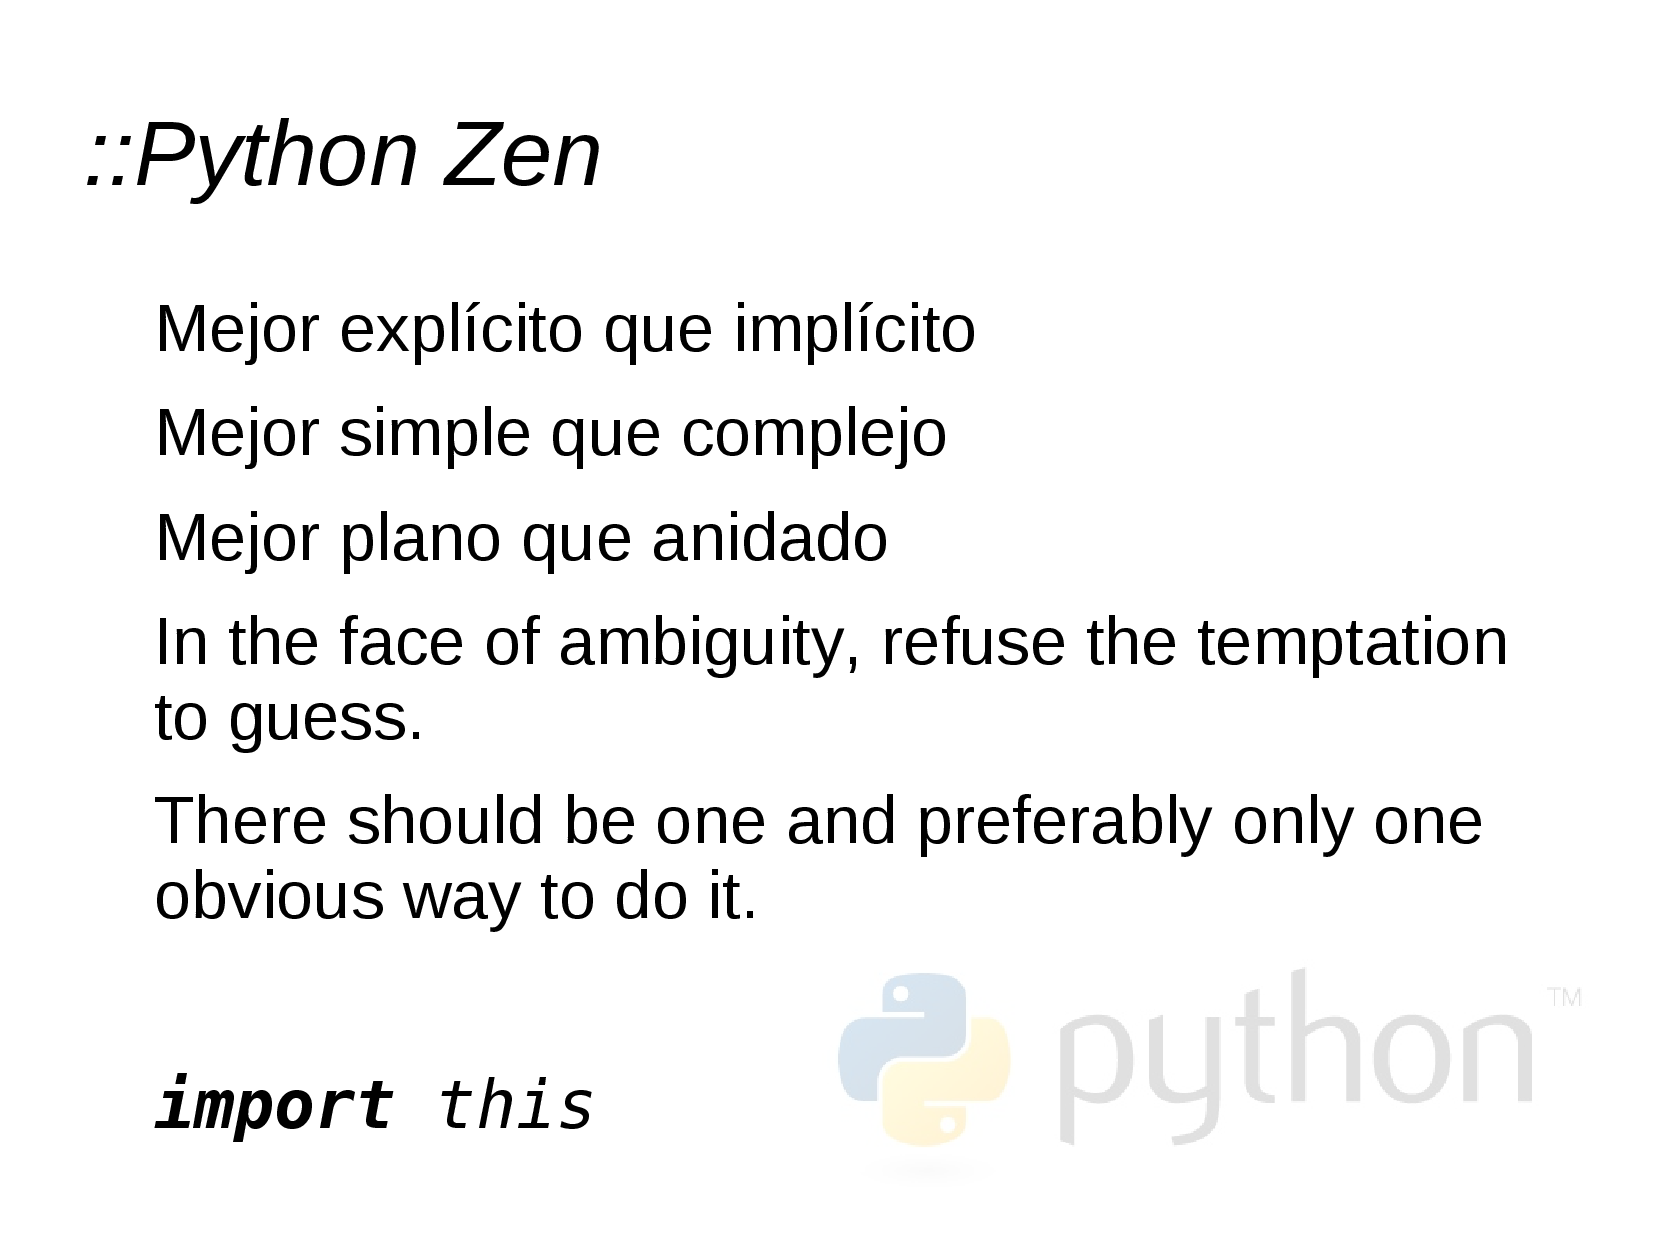 ::Python Zen
Mejor explícito que implícito
Mejor simple que complejo
Mejor plano que anidado
In the face of ambiguity, refuse the temptation
to guess.
There should be one and preferably only one
obvious way to do it.
import this
python TM